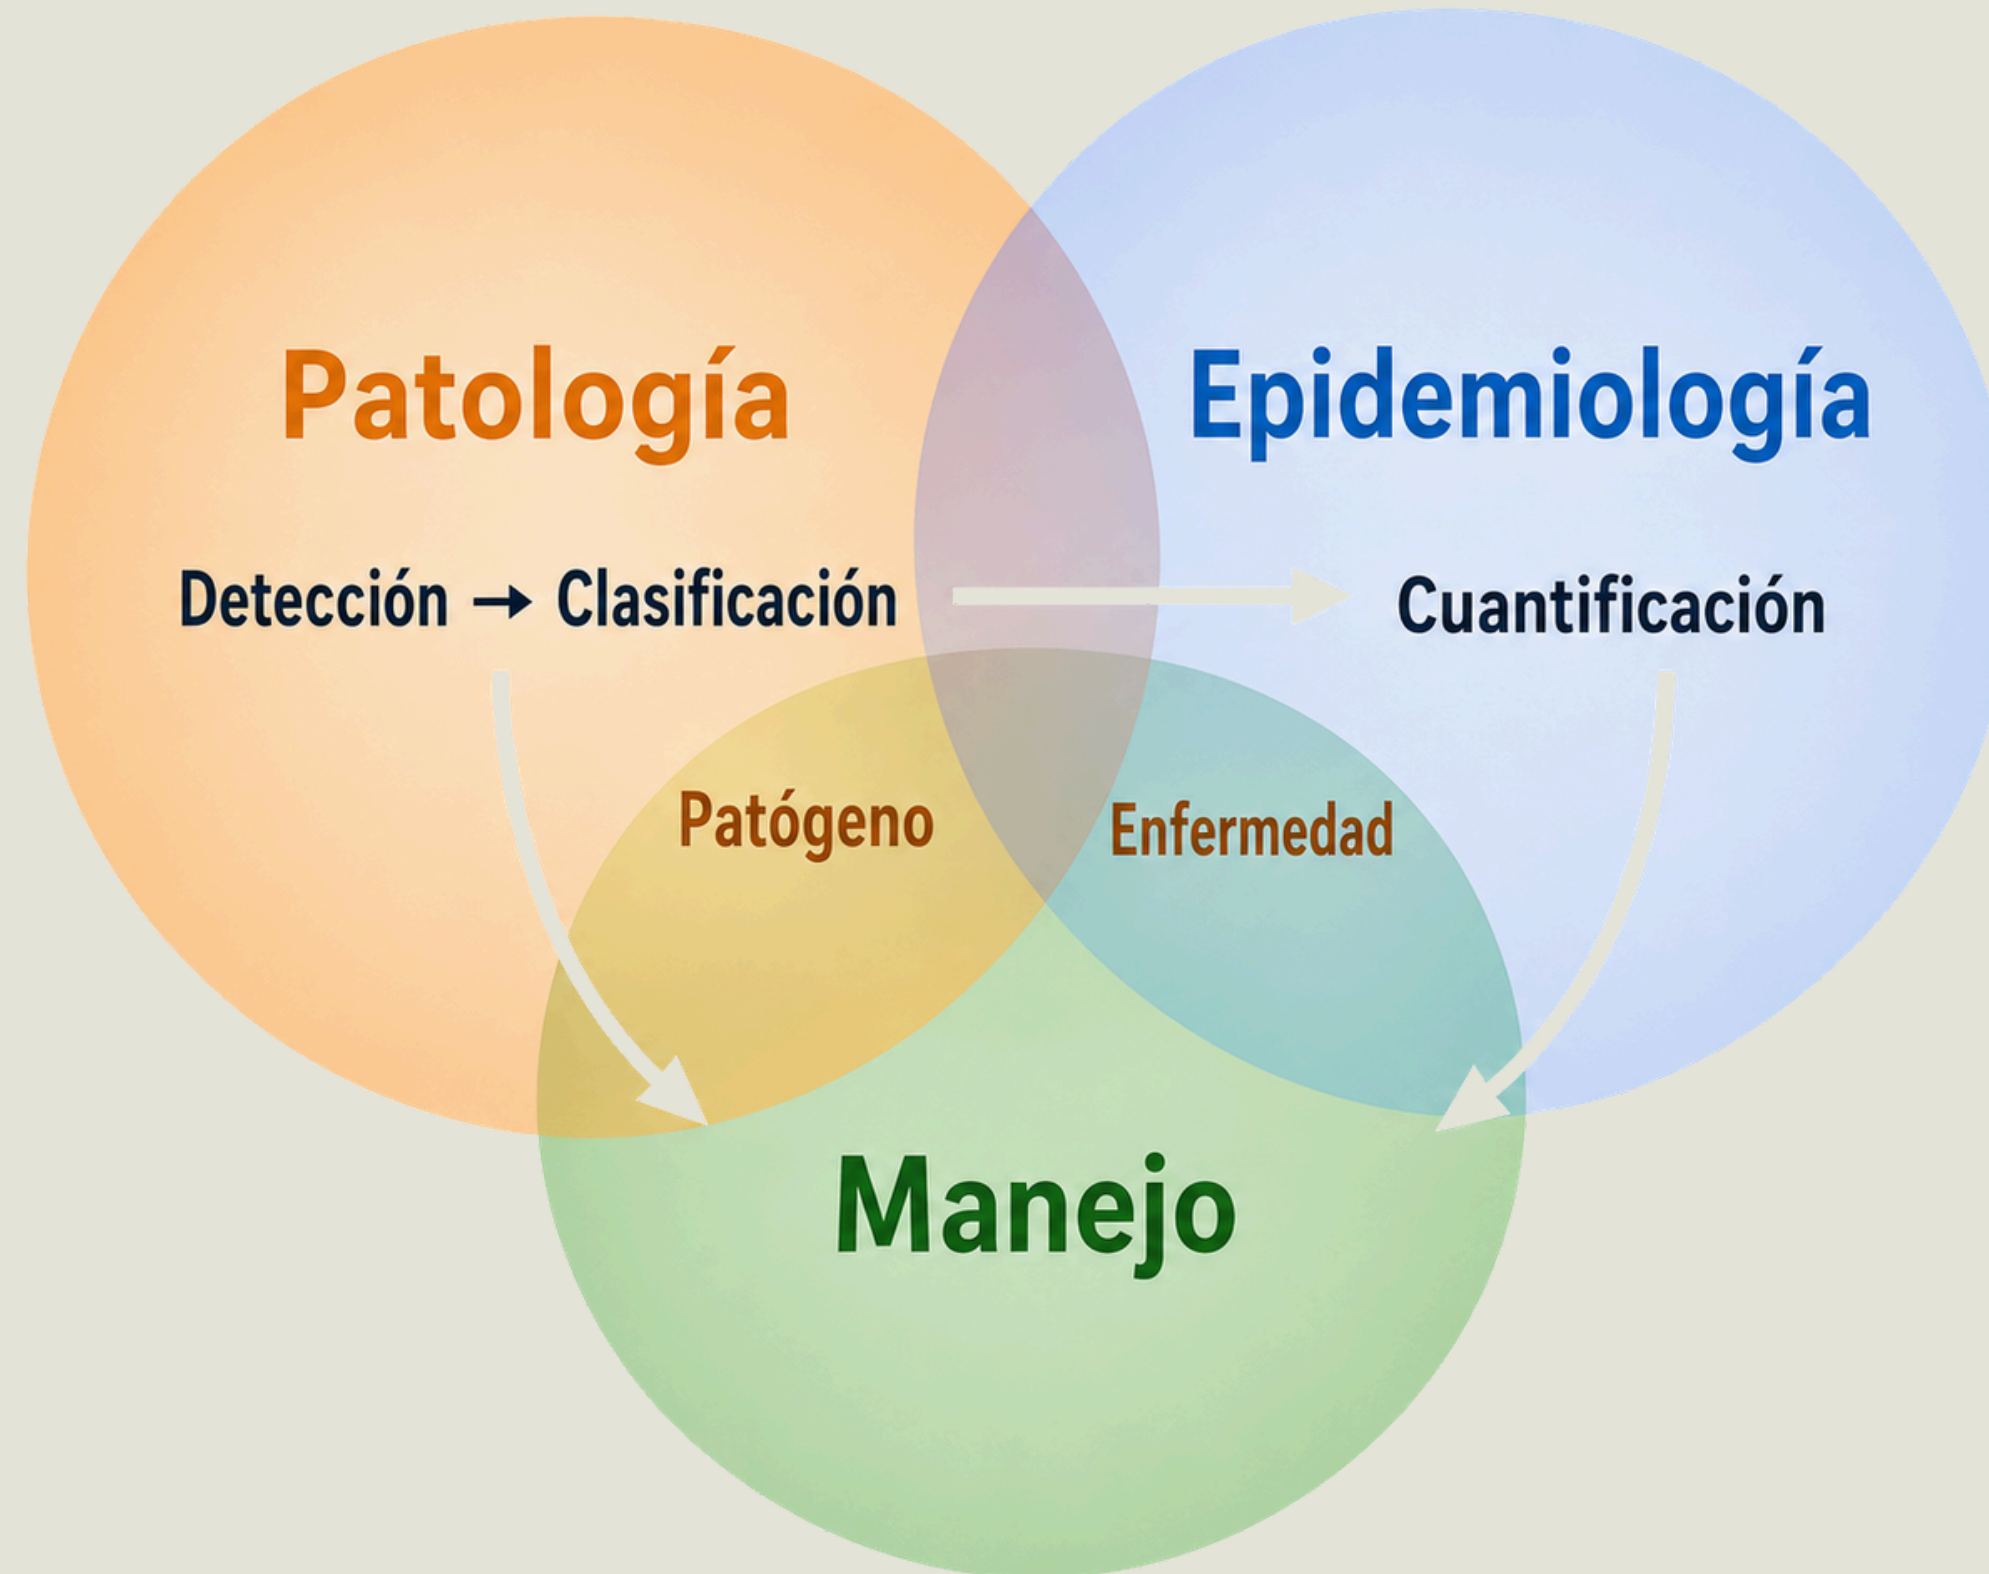 Patología
Epidemiología
Detección → Clasificación
Cuantificación
Patógeno
Enfermedad
Manejo